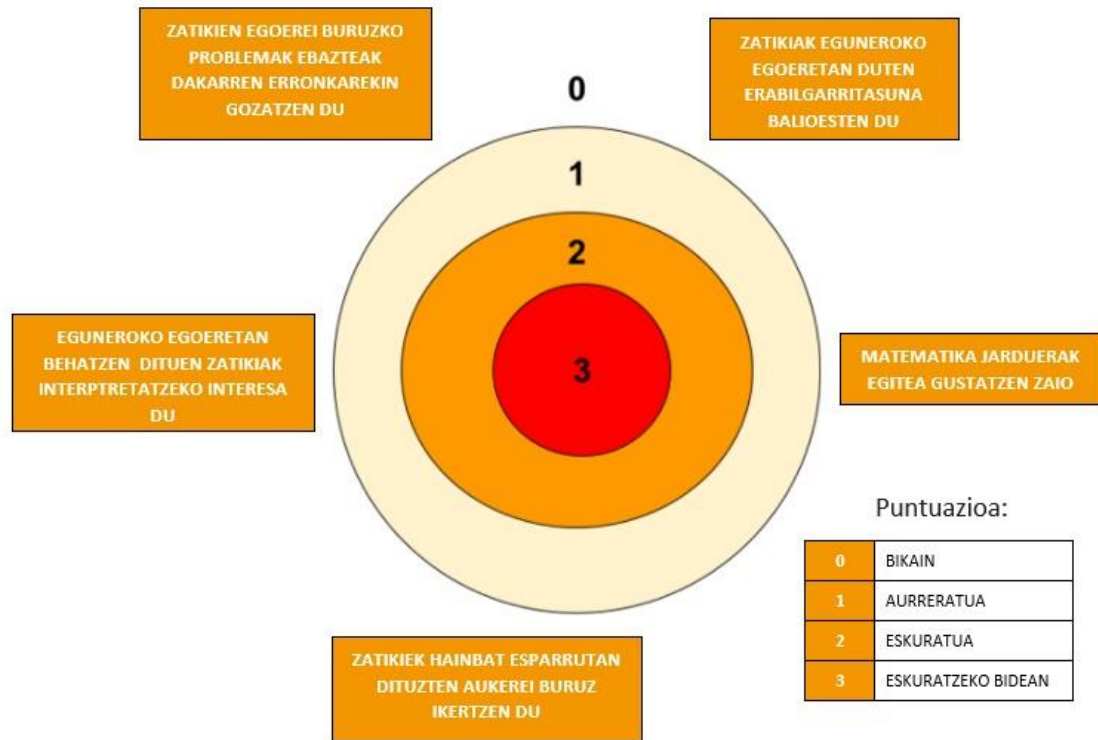 ZATIKIEN EGOEREI BURUZKO
PROBLEMAK EBAZTEAK
DAKARREN ERRONKAREKIN
GOZATZEN DU
ZATIKIAK EGUNEROKO
EGOERETAN DUTEN
ERABILGARRITASUNA
BALIOESTEN DU
0
1
2
3
EGUNEROKO EGOERETAN
BEHATZEN DITUEN ZATIKIAK
INTERPTRETATZEKO INTERESA
DU
MATEMATIKA JARDUERAK
EGITEA GUSTATZEN ZAIO
ZATIKIEK HAINBAT ESPARRUTAN
DITUZTEN AUKEREI BURUZ
IKERTZEN DU
Puntuazioa:
0 BIKAIN
1 AURRERATUA
2 ESKURATUA
3 ESKURATZEKO BIDEAN